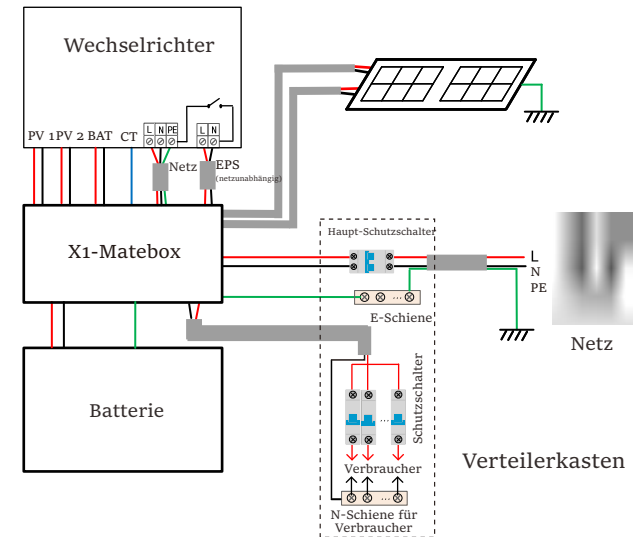 Wechselrichter
PV 1 PV 2 BAT CT
L N PE
L N
Netz
EPS
(netzunabhängig)
X1-Matebox
Haupt-Schutzschalter
L
N
PE
E-Schiene
Netz
Batterie
Schutzschalter
Verbraucher
Verteilerkasten
N-Schiene für
Verbraucher